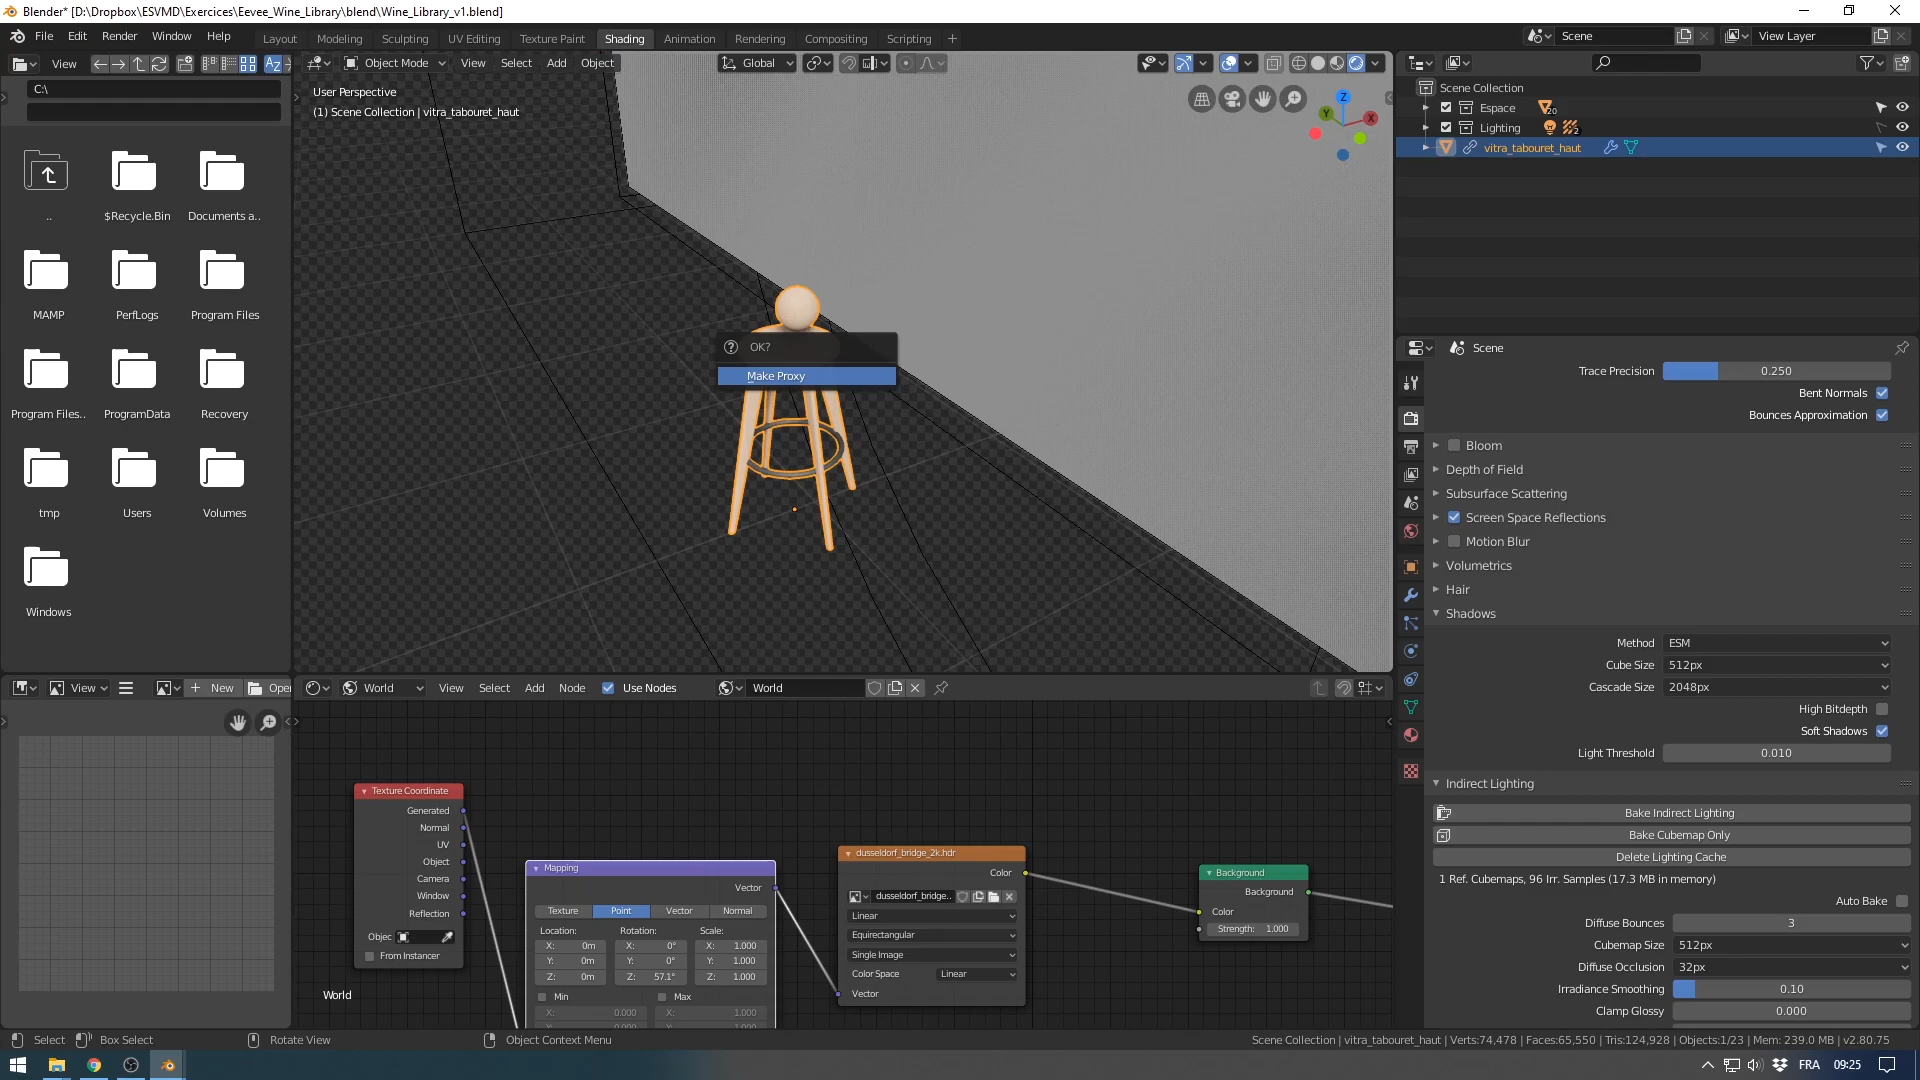 Blender* [D:\Dropbox\ESVMD\Exercices\Eevee_Wine_Library\blend\Wine_Library_v1.blend]
File Edit Render Window Help
Layout Modeling Sculpting UV Editing Texture Paint Shading Animation Rendering Compositing Scripting
Scene
View Layer
View
C:\
..
$Recycle.Bin
Documents a..
MAMP
PerfLogs
Program Files
Program Files..
ProgramData
Recovery
tmp
Users
Volumes
Windows
Object Mode View Select Add Object Global
User Perspective
(1) Scene Collection | vitra_tabouret_haut
Z
Y
X
OK?
Make Proxy
Scene Collection
Espace 20
Lighting 2
vitra_tabouret_haut
Scene
Trace Precision 0.250
Bent Normals
Bounces Approximation
Bloom
Depth of Field
Subsurface Scattering
Screen Space Reflections
Motion Blur
Volumetrics
Hair
Shadows
Method ESM
Cube Size 512px
Cascade Size 2048px
High Bitdepth
Soft Shadows
Light Threshold 0.010
Indirect Lighting
Bake Indirect Lighting
Bake Cubemap Only
Delete Lighting Cache
1 Ref. Cubemaps, 96 Irr. Samples (17.3 MB in memory)
Auto Bake
Diffuse Bounces 3
Cubemap Size 512px
Diffuse Occlusion 32px
Irradiance Smoothing 0.10
Clamp Glossy 0.000
View New Open
World View Select Add Node Use Nodes World
Texture Coordinate
Generated
Normal
UV
Object
Camera
Window
Reflection
Objec
From Instancer
World
Mapping
Vector
Texture Point Vector Normal
Location: Rotation: Scale:
X: 0m X: 0° X: 1.000
Y: 0m Y: 0° Y: 1.000
Z: 0m Z: 57.1° Z: 1.000
Min Max
X: 0.000 X: 1.000
dusseldorf_bridge_2k.hdr
Color
dusseldorf_bridge..
Linear
Equirectangular
Single Image
Color Space Linear
Vector
Background
Background
Color
Strength: 1.000
Select Box Select Rotate View Object Context Menu
Scene Collection | vitra_tabouret_haut | Verts:74,478 | Faces:65,550 | Tris:124,928 | Objects:1/23 | Mem: 239.0 MB | v2.80.75
FRA 09:25